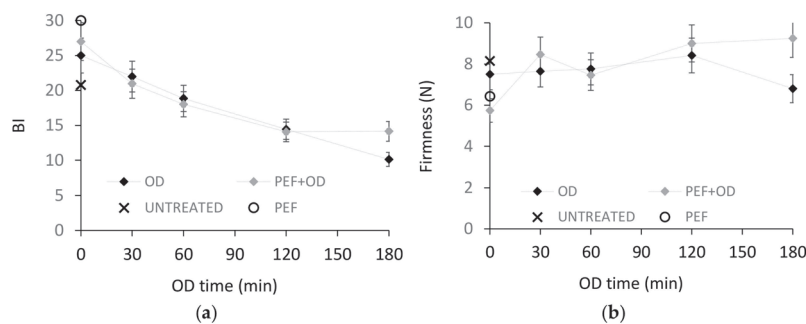 30
25
20
15
10
5
0
BI
OD
PEF+OD
UNTREATED
PEF
0 30 60 90 120 150 180
OD time (min)
(a)
10
8
6
4
2
0
Firmness (N)
OD
PEF+OD
UNTREATED
PEF
0 30 60 90 120 150 180
OD time (min)
(b)